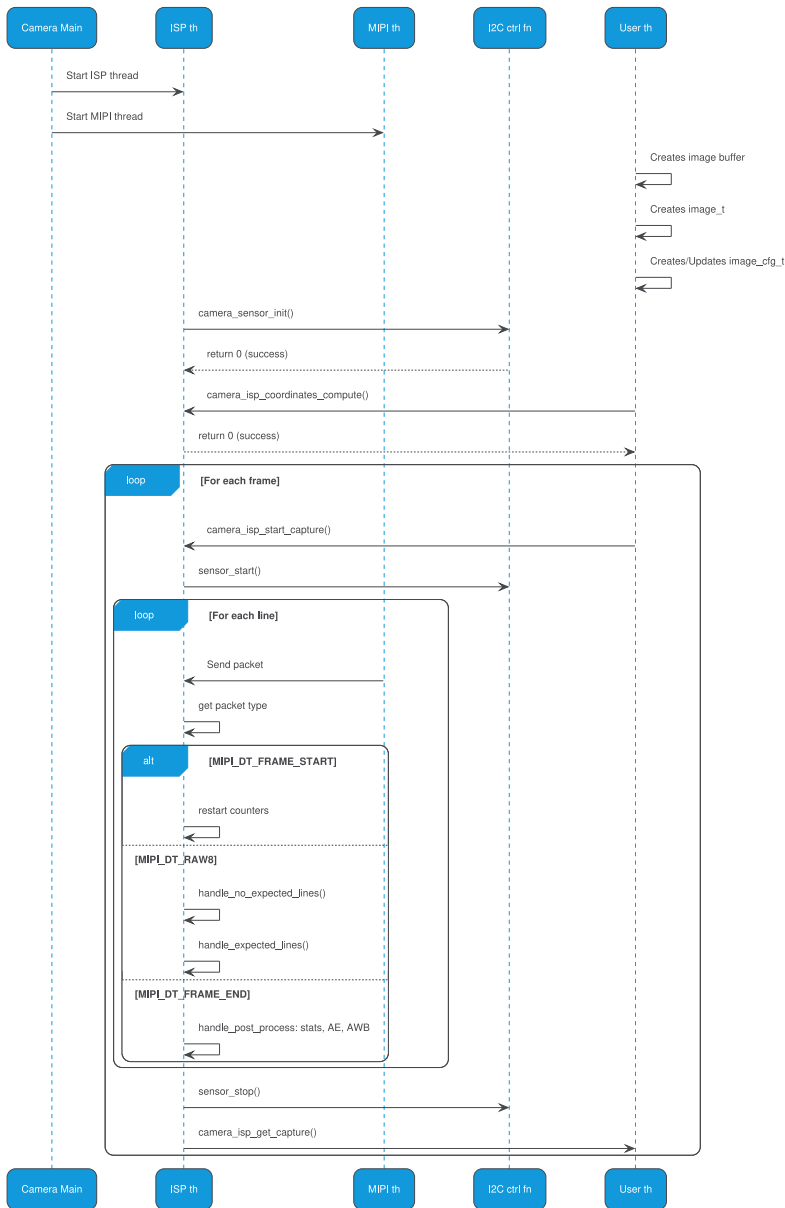 Camera Main
ISP th
MIPI th
I2C ctrl fn
User th
Start ISP thread
Start MIPI thread
Creates image buffer
Creates image_t
Creates/Updates image_cfg_t
camera_sensor_init()
return 0 (success)
camera_isp_coordinates_compute()
return 0 (success)
loop
[For each frame]
camera_isp_start_capture()
sensor_start()
loop
[For each line]
Send packet
get packet type
alt
[MIPI_DT_FRAME_START]
restart counters
[MIPI_DT_RAW8]
handle_no_expected_lines()
handle_expected_lines()
[MIPI_DT_FRAME_END]
handle_post_process: stats, AE, AWB
sensor_stop()
camera_isp_get_capture()
Camera Main
ISP th
MIPI th
I2C ctrl fn
User th